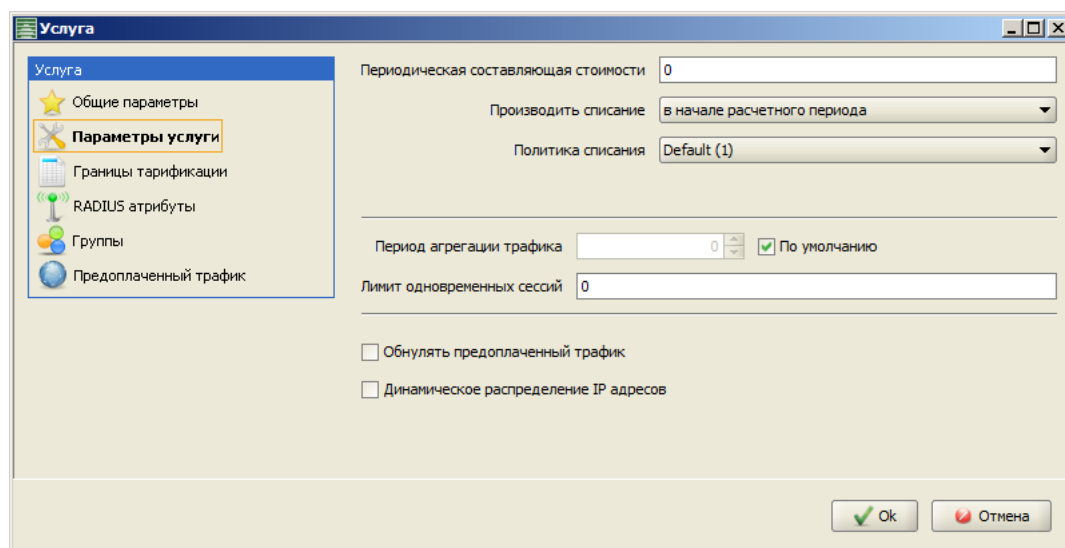 Услуга
Услуга
Общие параметры
Параметры услуги
Границы тарификации
RADIUS атрибуты
Группы
Предоплаченный трафик
Периодическая составляющая стоимости 0
Производить списание в начале расчетного периода
Политика списания Default (1)
Период агрегации трафика 0 По умолчанию
Лимит одновременных сессий 0
Обнулять предоплаченный трафик
Динамическое распределение IP адресов
Ok Отмена